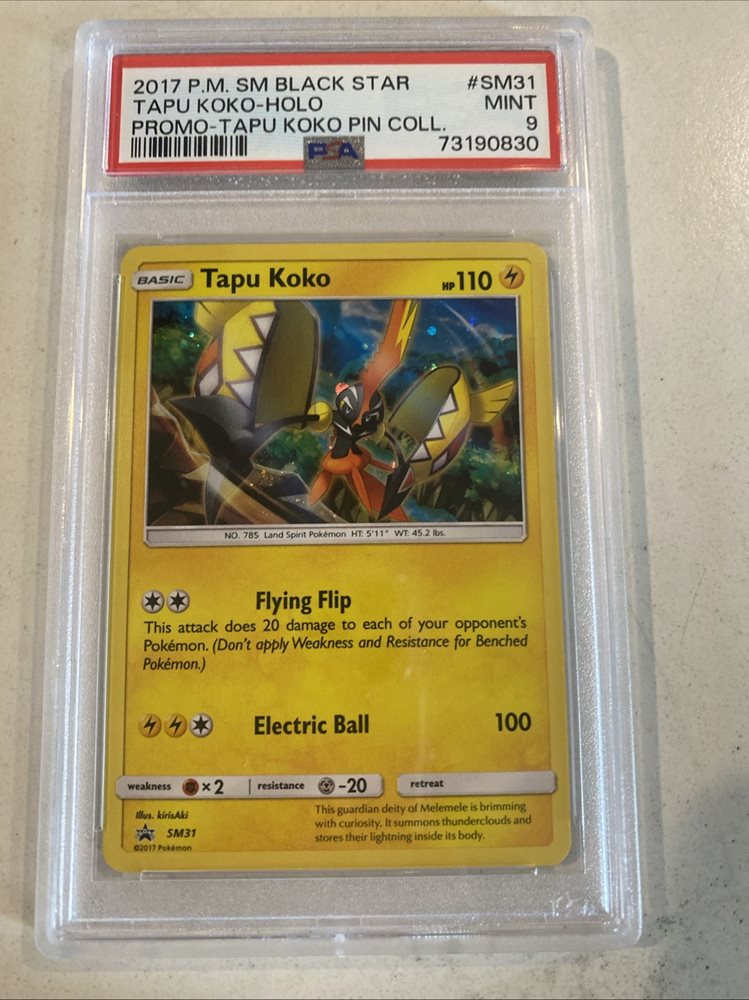 2017 P.M. SM BLACK STAR #SM31
TAPU KOKO-HOLO MINT
PROMO-TAPU KOKO PIN COLL. 9
PSA 73190830
BASIC Tapu Koko HP110
NO. 785 Land Spirit Pokémon HT: 5'11" WT: 45.2 lbs.
Flying Flip
This attack does 20 damage to each of your opponent's
Pokémon. (Don't apply Weakness and Resistance for Benched
Pokémon.)
Electric Ball 100
weakness ×2 resistance -20 retreat
Illus. kirisAki
SM31
©2017 Pokémon
This guardian deity of Melemele is brimming
with curiosity. It summons thunderclouds and
stores their lightning inside its body.